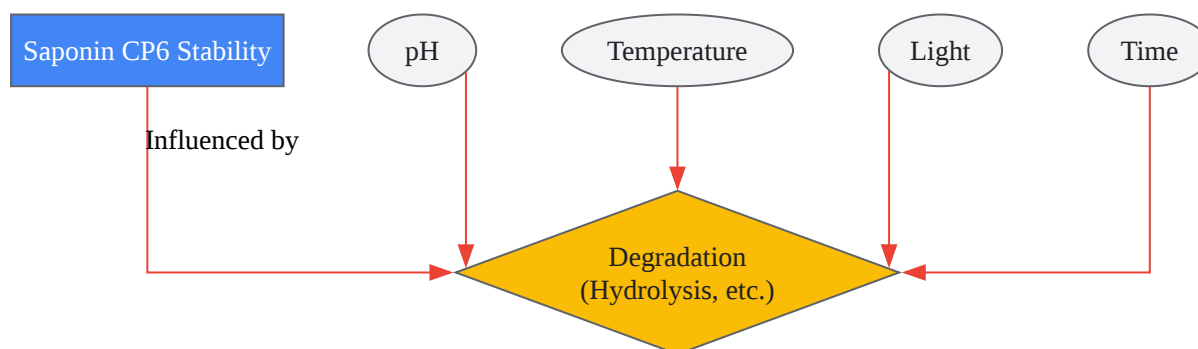 Saponin CP6 Stability
pH
Temperature
Light
Time
Influenced by
Degradation
(Hydrolysis, etc.)